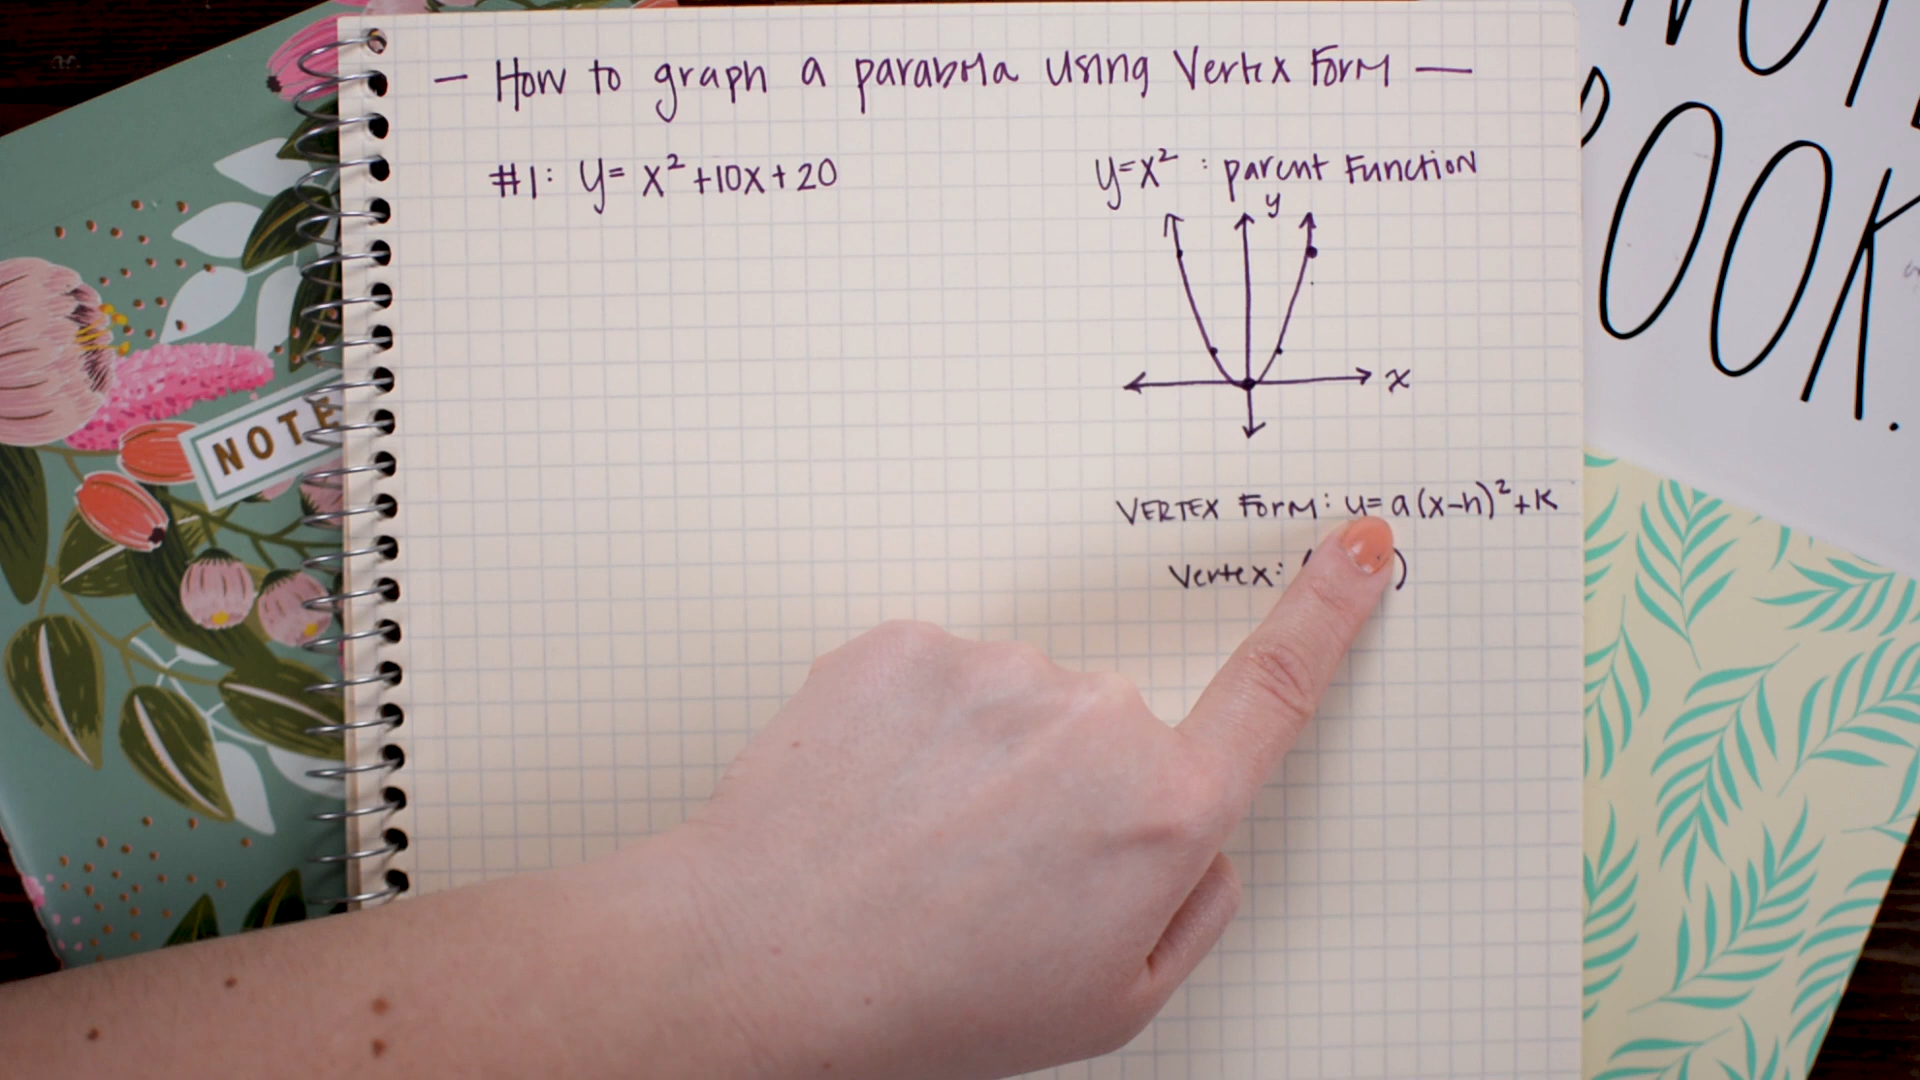 — How to graph a parabola using Vertex Form —
#1: y = x² + 10x + 20
y = x² : parent Function
y
x
VERTEX FORM: y = a(x-h)² + k
Vertex: ( )
NOTE
OOK.